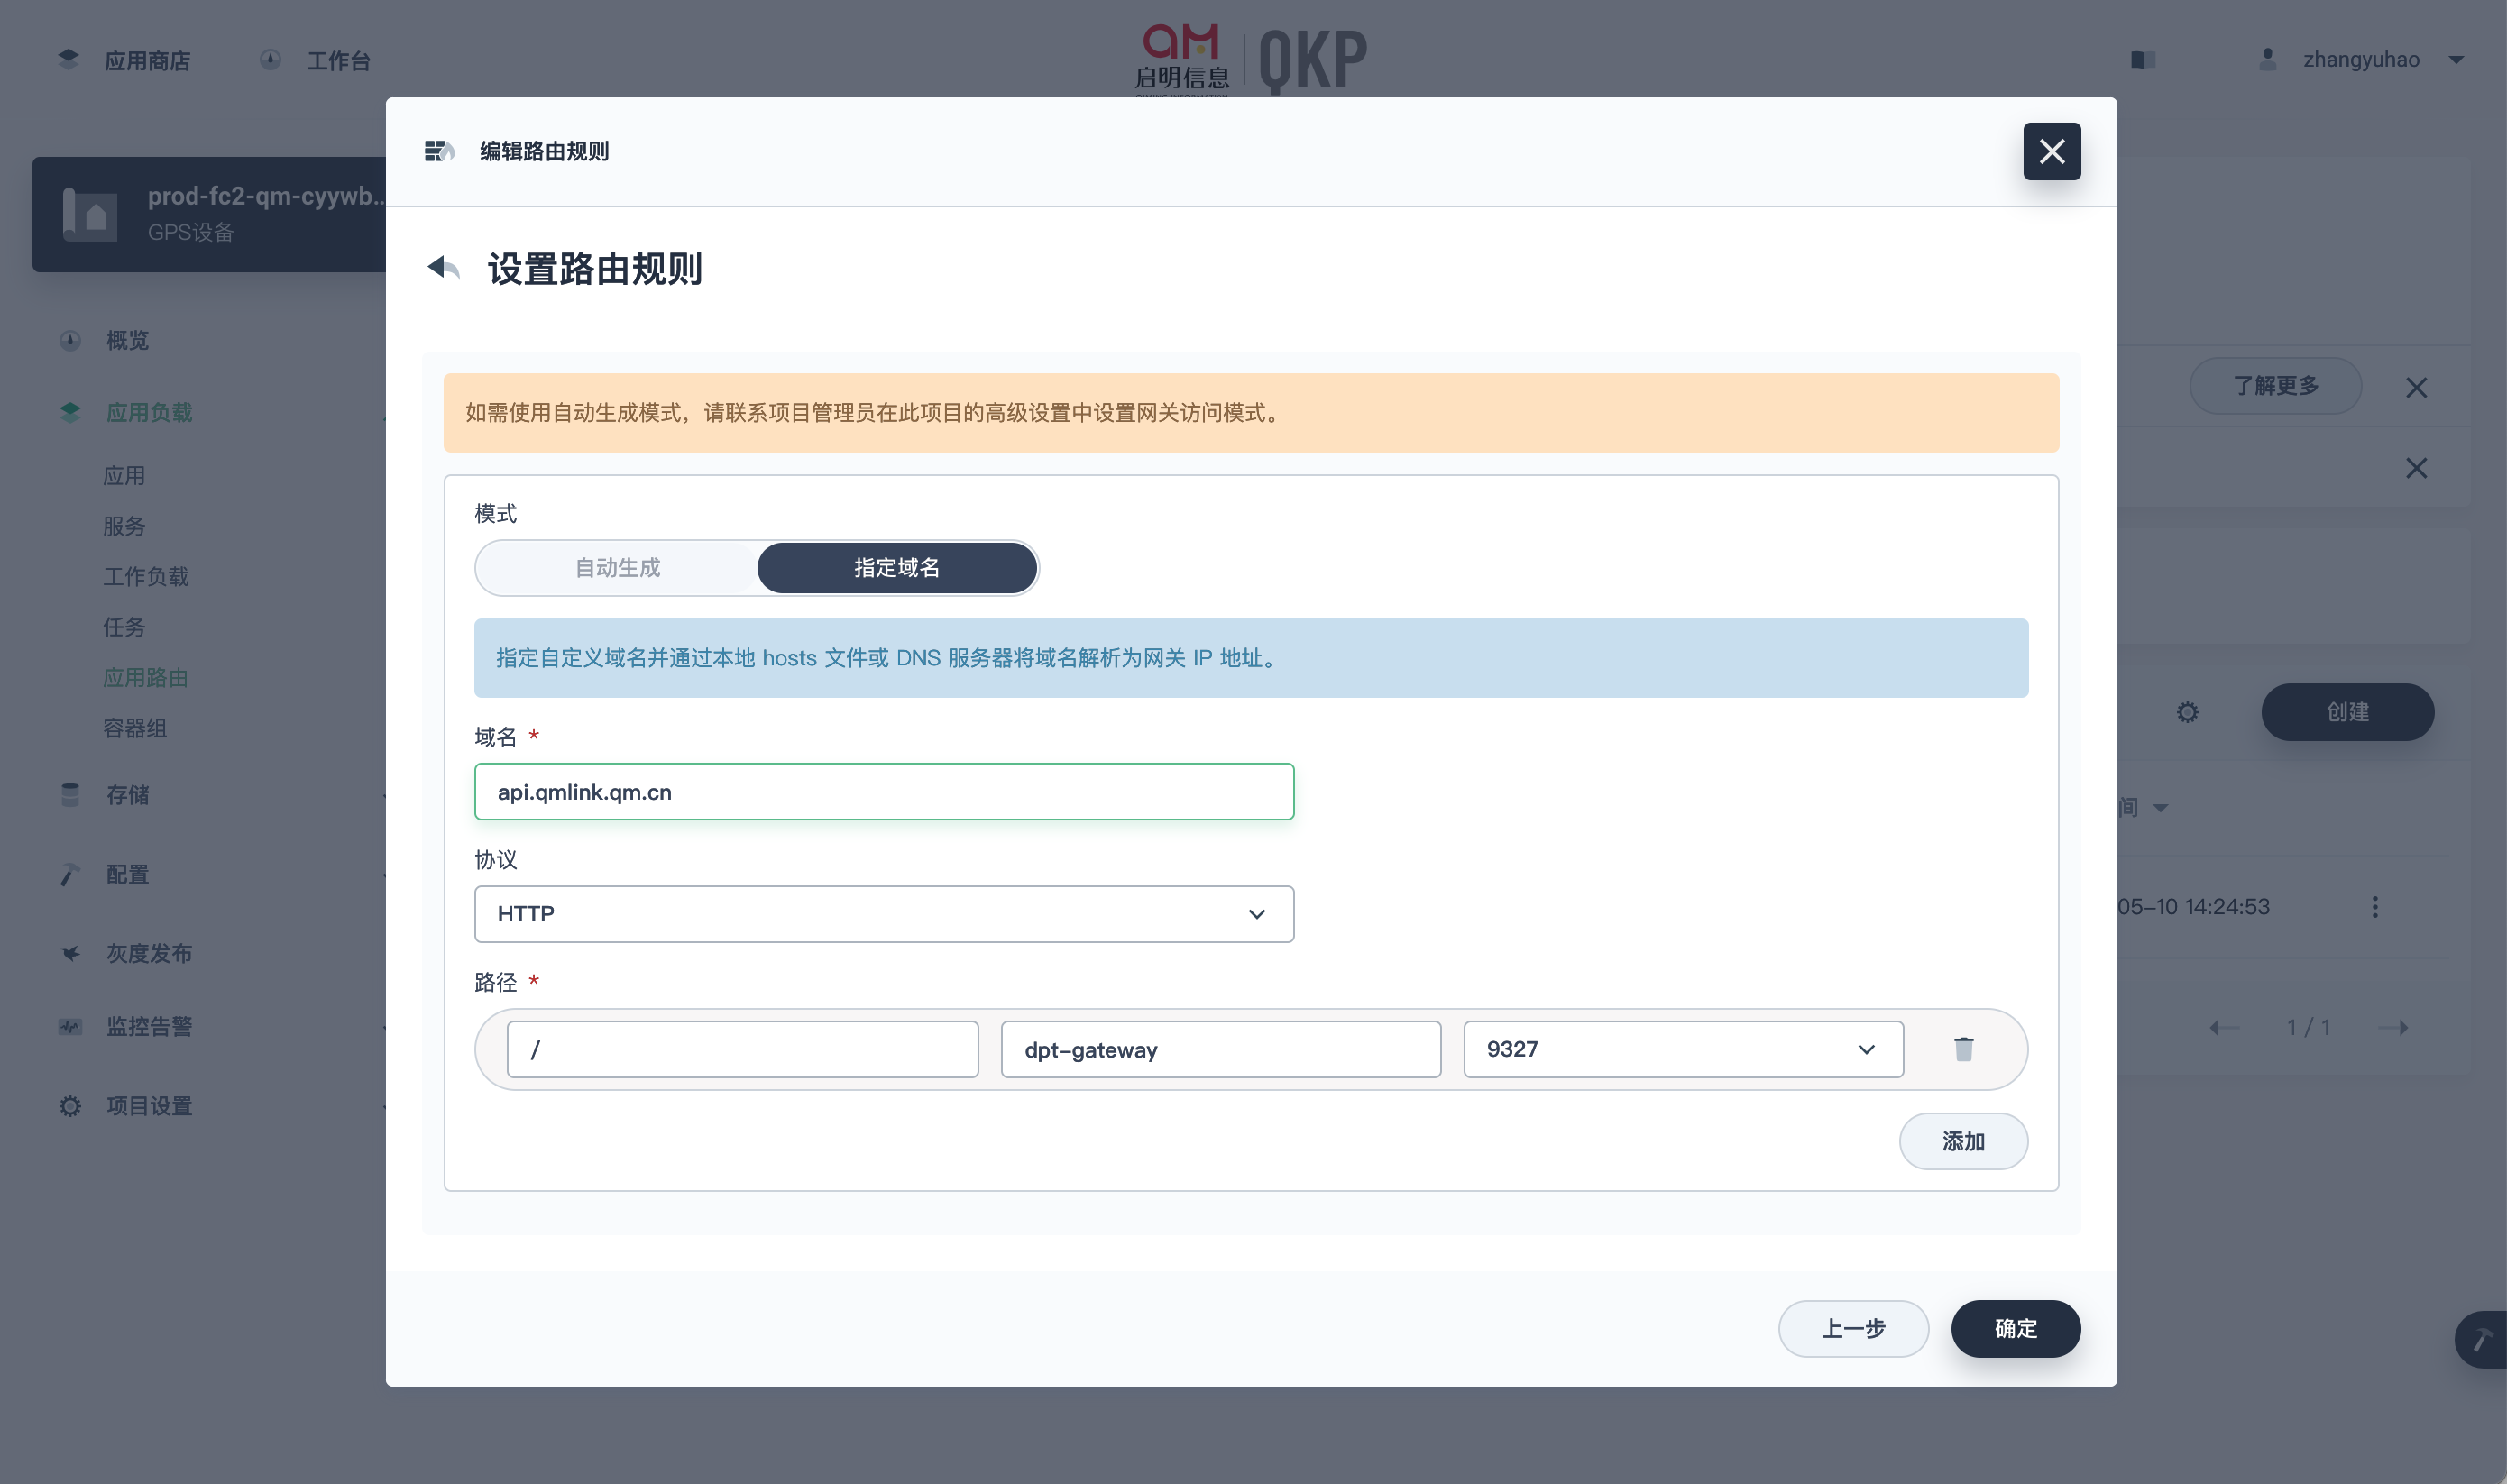 应用商店
工作台
启明信息
QKP
zhangyuhao
编辑路由规则
prod-fc2-qm-cyywb...
GPS设备
设置路由规则
概览
应用负载
应用
服务
工作负载
任务
应用路由
容器组
存储
配置
灰度发布
监控告警
项目设置
如需使用自动生成模式，请联系项目管理员在此项目的高级设置中设置网关访问模式。
模式
自动生成
指定域名
指定自定义域名并通过本地 hosts 文件或 DNS 服务器将域名解析为网关 IP 地址。
域名 *
api.qmlink.qm.cn
协议
HTTP
路径 *
/
dpt-gateway
9327
添加
上一步
确定
了解更多
创建
间
05-10 14:24:53
1 / 1